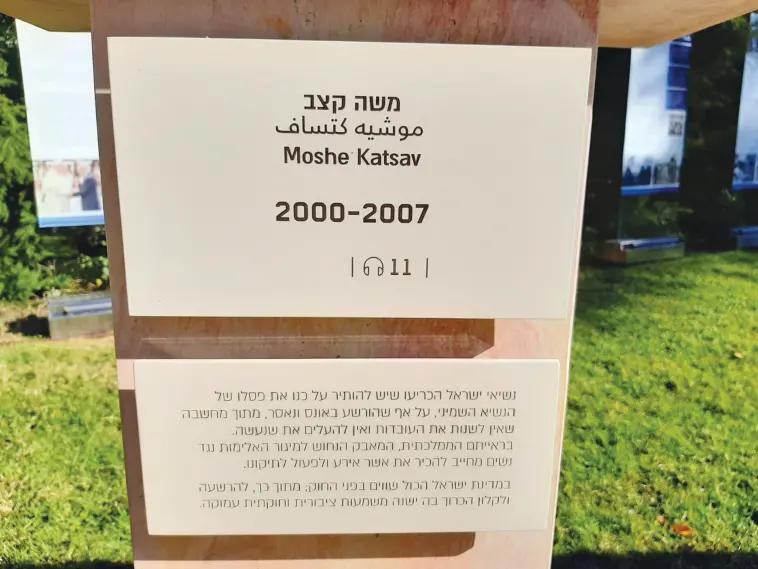 משה קצב
موشيه كتساف
Moshe Katsav
2000-2007
| 11 |
נשיאי ישראל הכריעו שיש להותיר על כנו את פסלו של
הנשיא השמיני, על אף שהורשע באונס ונאסר, מתוך מחשבה
שאין לשנות את העובדות ואין להעלים את שנעשה.
בראייתם הממלכתית, המאבק הנחוש למיגור האלימות נגד
נשים מחייב להכיר את אשר אירע ולפעול לתיקונו.
במדינת ישראל הכול שווים בפני החוק; מתוך כך, להרשעה
ולקלון הכרוך בה ישנה משמעות ציבורית וחוקתית עמוקה.